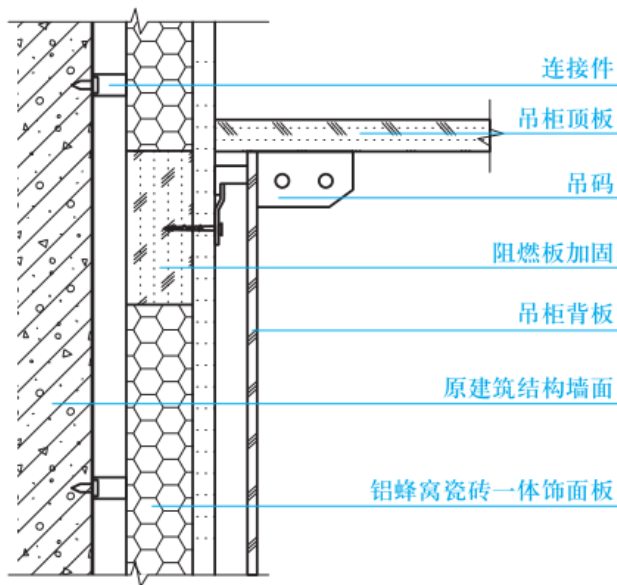 连接件
吊柜顶板
吊码
阻燃板加固
吊柜背板
原建筑结构墙面
铝蜂窝瓷砖一体饰面板